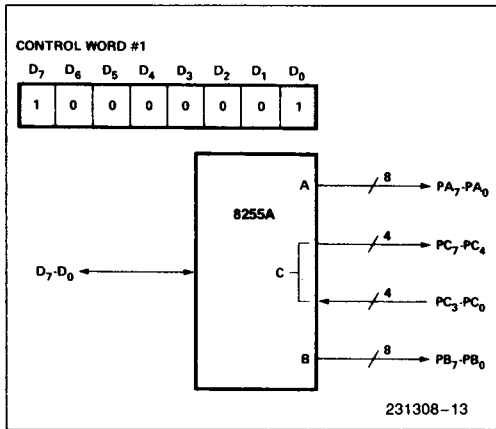 CONTROL WORD #1
D7 D6 D5 D4 D3 D2 D1 D0
1 0 0 0 0 0 0 1
A 8 PA7-PA0
8255A
4 PC7-PC4
D7-D0 C
4 PC3-PC0
B 8 PB7-PB0
231308-13